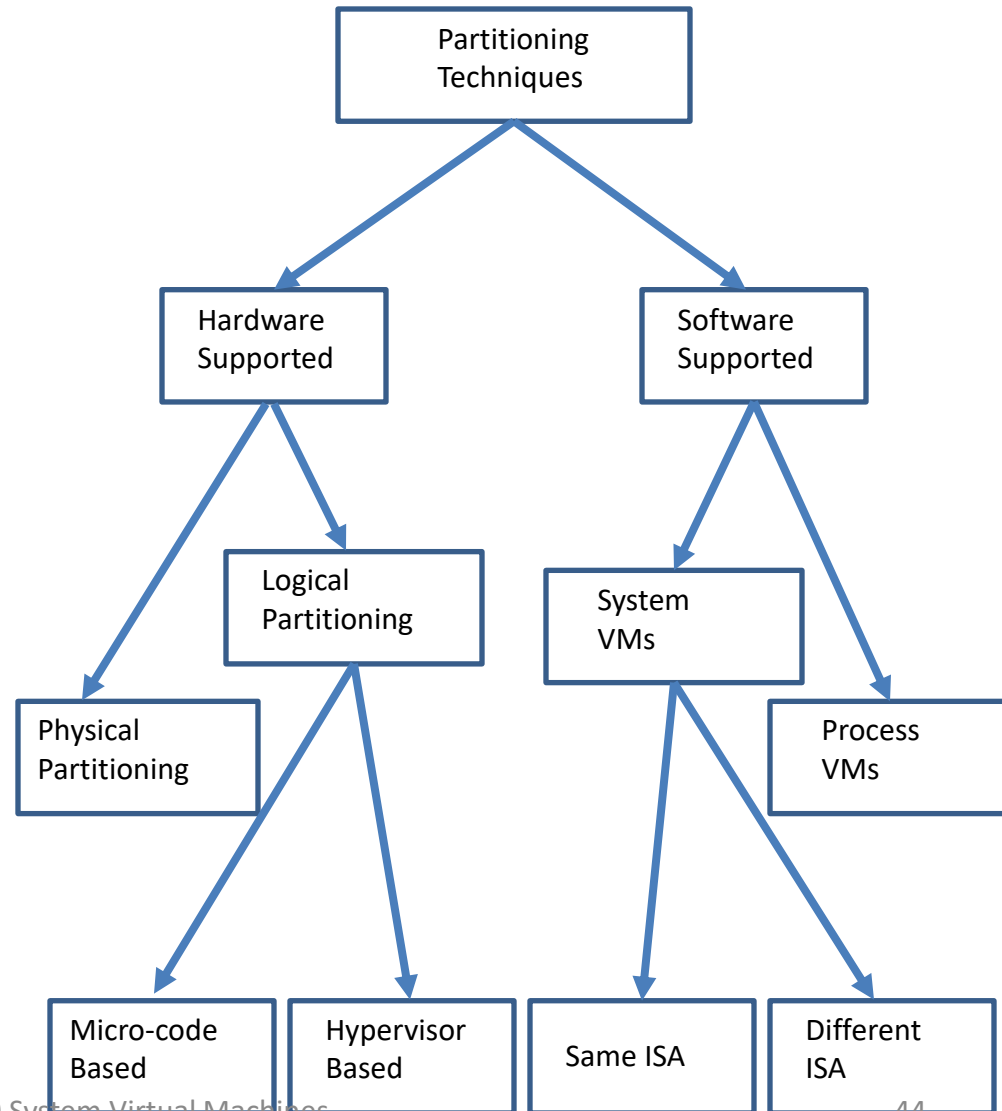 Partitioning
Techniques
Hardware
Supported
Software
Supported
Logical
Partitioning
System
VMs
Physical
Partitioning
Process
VMs
Micro-code
Based
Hypervisor
Based
Same ISA
Different
ISA
System Virtual Machines
44